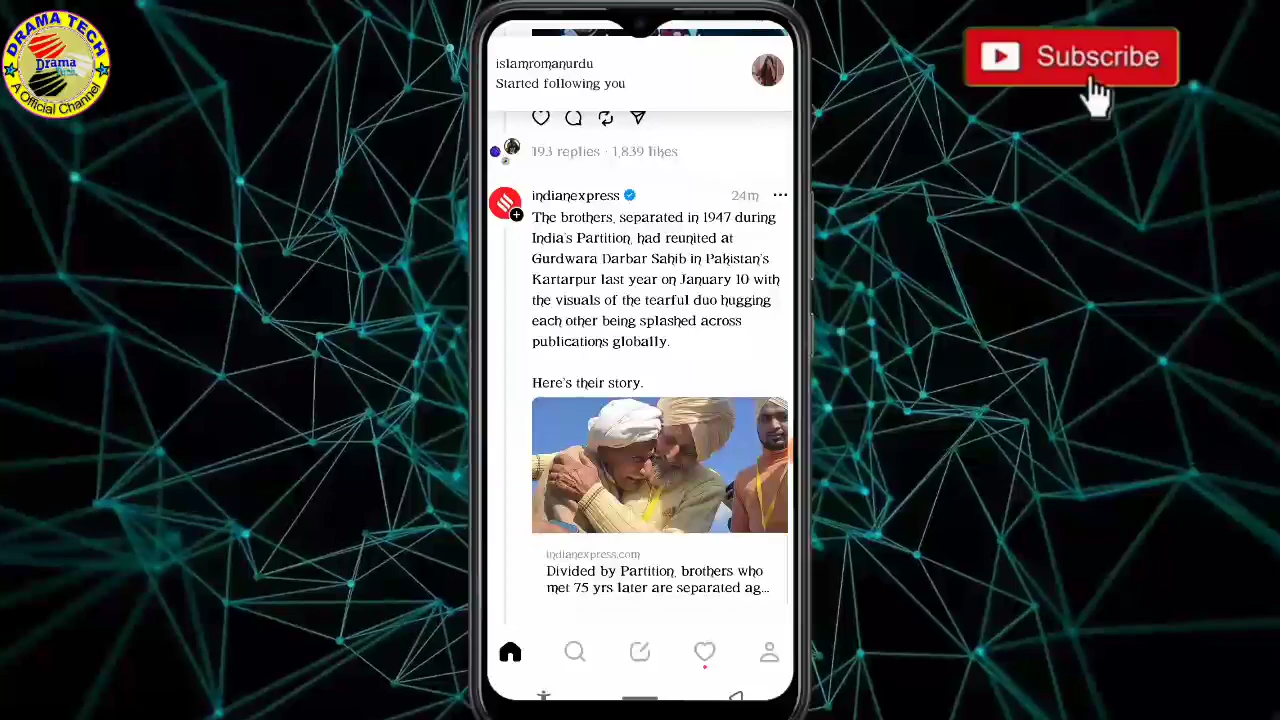 DRAMA TECH
Drama
Tech
A Official Channel
Subscribe
islamromanurdu
Started following you
193 replies · 1,839 likes
indianexpress 24m
The brothers, separated in 1947 during
India's Partition, had reunited at
Gurdwara Darbar Sahib in Pakistan's
Kartarpur last year on January 10 with
the visuals of the tearful duo hugging
each other being splashed across
publications globally.
Here's their story.
indianexpress.com
Divided by Partition, brothers who
met 75 yrs later are separated ag...